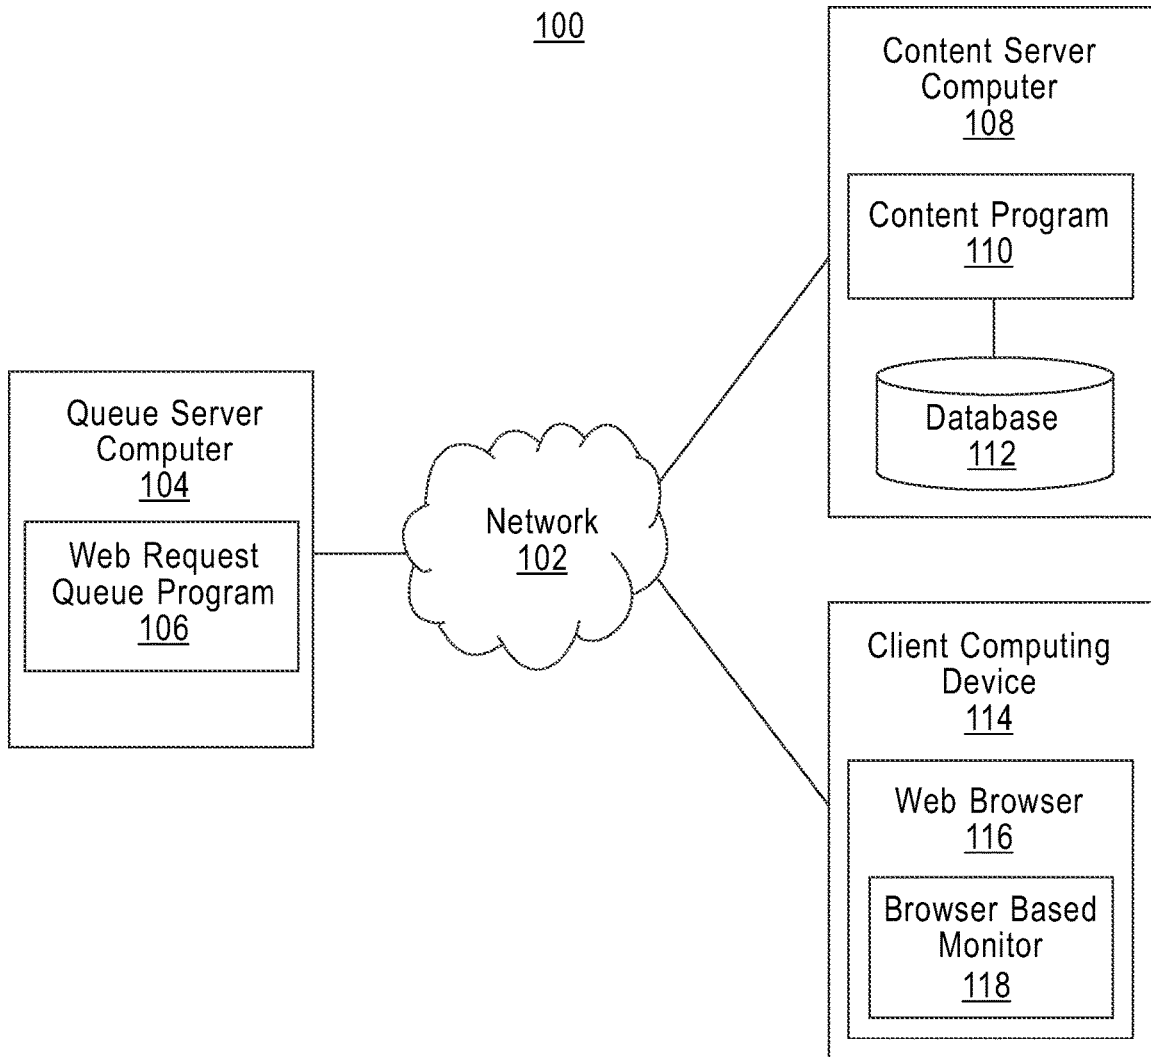 100
Content Server
Computer
108
Content Program
110
Database
112
Queue Server
Computer
104
Web Request
Queue Program
106
Network
102
Client Computing
Device
114
Web Browser
116
Browser Based
Monitor
118